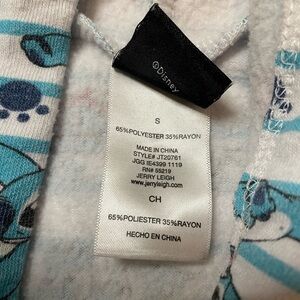 ©Disney
S
65%POLYESTER 35%RAYON
MADE IN CHINA
STYLE# JT20761
JGG IE4399 1119
RN# 55219
JERRY LEIGH
www.jerryleigh.com
CH
65%POLIESTER 35%RAYON
HECHO EN CHINA